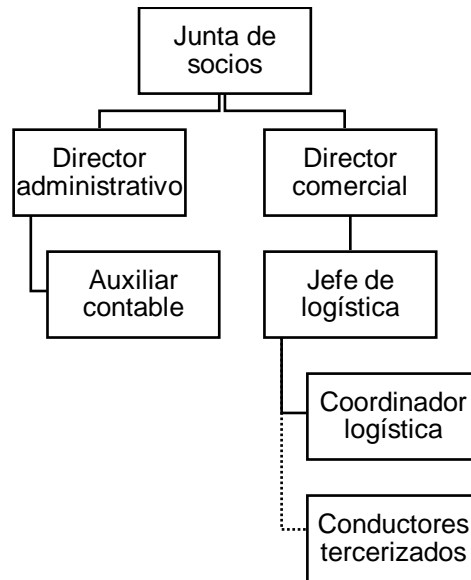 Junta de
socios
Director
administrativo
Director
comercial
Auxiliar
contable
Jefe de
logística
Coordinador
logística
Conductores
tercerizados